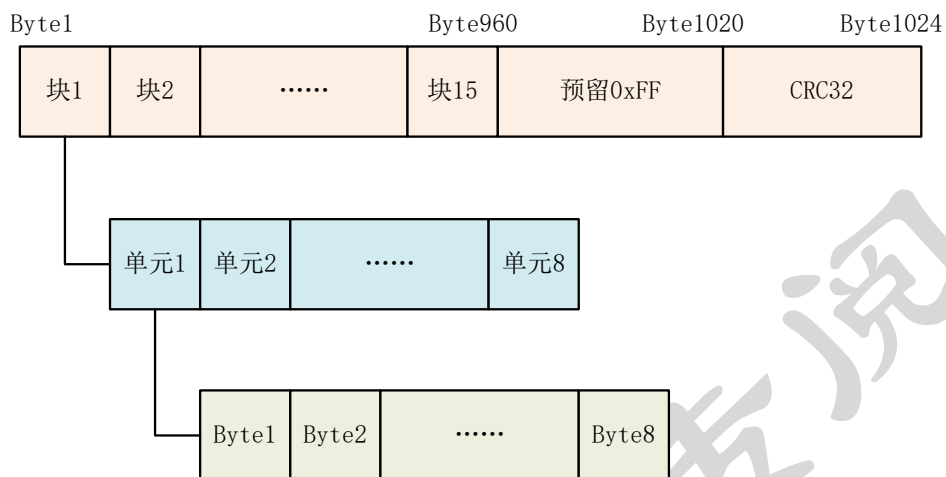 Byte1 Byte960 Byte1020 Byte1024
块1 块2 …… 块15 预留0xFF CRC32
单元1 单元2 …… 单元8
Byte1 Byte2 …… Byte8